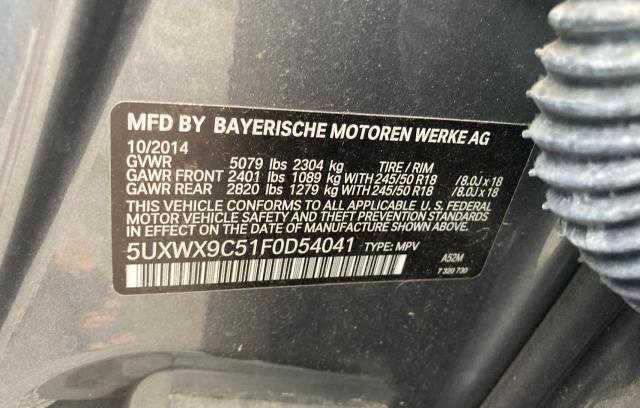 MFD BY BAYERISCHE MOTOREN WERKE AG
10/2014
GVWR 5079 lbs 2304 kg TIRE / RIM
GAWR FRONT 2401 lbs 1089 kg WITH 245/50 R18 /8.0J x 18
GAWR REAR 2820 lbs 1279 kg WITH 245/50 R18 /8.0J x 18
THIS VEHICLE CONFORMS TO ALL APPLICABLE U. S. FEDERAL
MOTOR VEHICLE SAFETY AND THEFT PREVENTION STANDARDS
IN EFFECT ON THE DATE OF MANUFACTURE SHOWN ABOVE.
5UXWX9C51F0D54041 TYPE: MPV
A52M
7 320 730